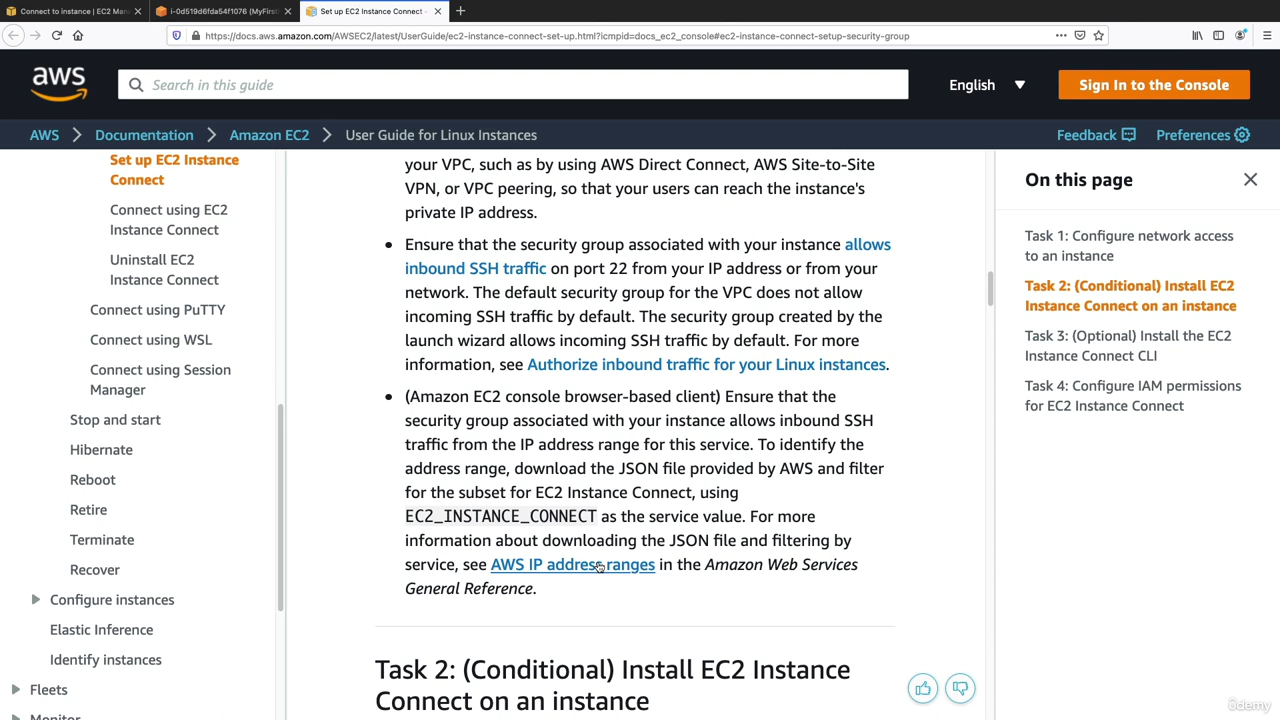 Connect to instance | EC2 Man
i-0d519d6fda54f1076 (MyFirst
Set up EC2 Instance Connect -
https://docs.aws.amazon.com/AWSEC2/latest/UserGuide/ec2-instance-connect-set-up.html?icmpid=docs_ec2_console#ec2-instance-connect-setup-security-group
aws
Search in this guide
English
Sign In to the Console
AWS
Documentation
Amazon EC2
User Guide for Linux Instances
Feedback
Preferences
Set up EC2 Instance
Connect
Connect using EC2
Instance Connect
Uninstall EC2
Instance Connect
Connect using PuTTY
Connect using WSL
Connect using Session
Manager
Stop and start
Hibernate
Reboot
Retire
Terminate
Recover
Configure instances
Elastic Inference
Identify instances
Fleets
Monitor
your VPC, such as by using AWS Direct Connect, AWS Site-to-Site
VPN, or VPC peering, so that your users can reach the instance's
private IP address.
• Ensure that the security group associated with your instance allows
inbound SSH traffic on port 22 from your IP address or from your
network. The default security group for the VPC does not allow
incoming SSH traffic by default. The security group created by the
launch wizard allows incoming SSH traffic by default. For more
information, see Authorize inbound traffic for your Linux instances.
• (Amazon EC2 console browser-based client) Ensure that the
security group associated with your instance allows inbound SSH
traffic from the IP address range for this service. To identify the
address range, download the JSON file provided by AWS and filter
for the subset for EC2 Instance Connect, using
EC2_INSTANCE_CONNECT as the service value. For more
information about downloading the JSON file and filtering by
service, see AWS IP address ranges in the Amazon Web Services
General Reference.
Task 2: (Conditional) Install EC2 Instance
Connect on an instance
On this page
Task 1: Configure network access
to an instance
Task 2: (Conditional) Install EC2
Instance Connect on an instance
Task 3: (Optional) Install the EC2
Instance Connect CLI
Task 4: Configure IAM permissions
for EC2 Instance Connect
ûdemy